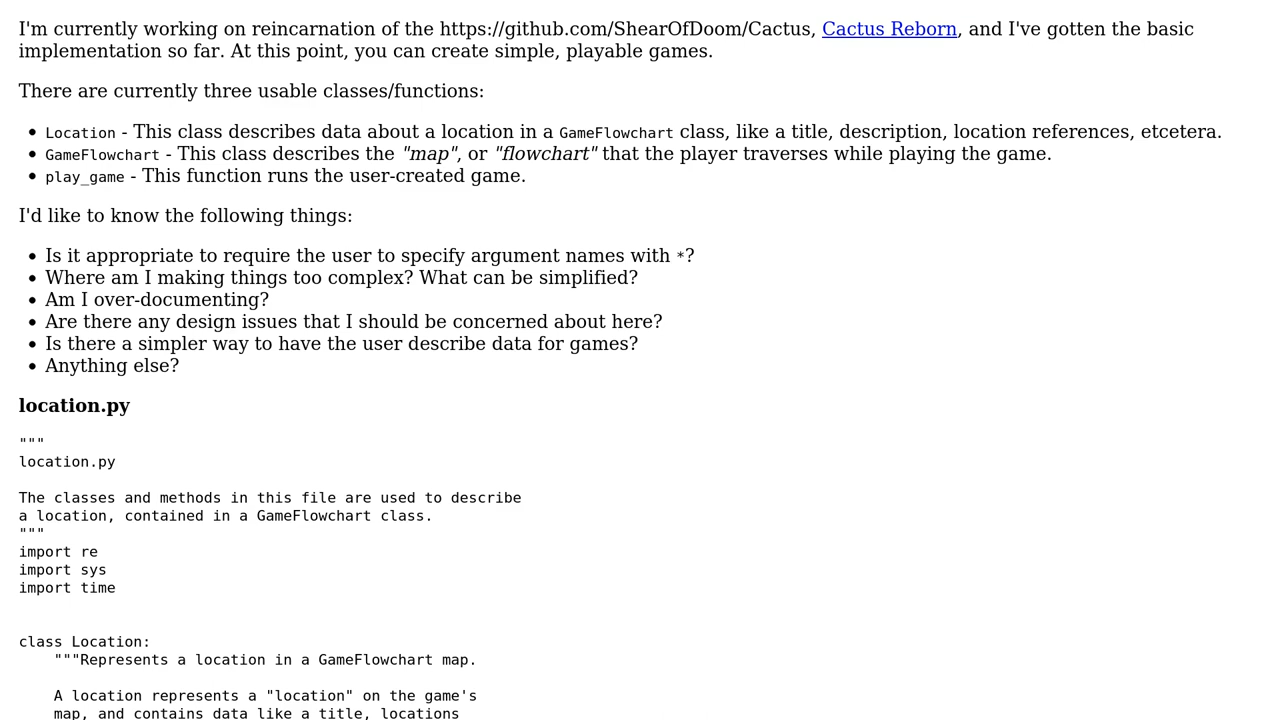 I'm currently working on reincarnation of the https://github.com/ShearOfDoom/Cactus, Cactus Reborn, and I've gotten the basic
implementation so far. At this point, you can create simple, playable games.
There are currently three usable classes/functions:
• Location - This class describes data about a location in a GameFlowchart class, like a title, description, location references, etcetera.
• GameFlowchart - This class describes the "map", or "flowchart" that the player traverses while playing the game.
• play_game - This function runs the user-created game.
I'd like to know the following things:
• Is it appropriate to require the user to specify argument names with *?
• Where am I making things too complex? What can be simplified?
• Am I over-documenting?
• Are there any design issues that I should be concerned about here?
• Is there a simpler way to have the user describe data for games?
• Anything else?
location.py
"""
location.py
The classes and methods in this file are used to describe
a location, contained in a GameFlowchart class.
"""
import re
import sys
import time
class Location:
    """Represents a location in a GameFlowchart map.
    A location represents a "location" on the game's
    map, and contains data like a title, locations